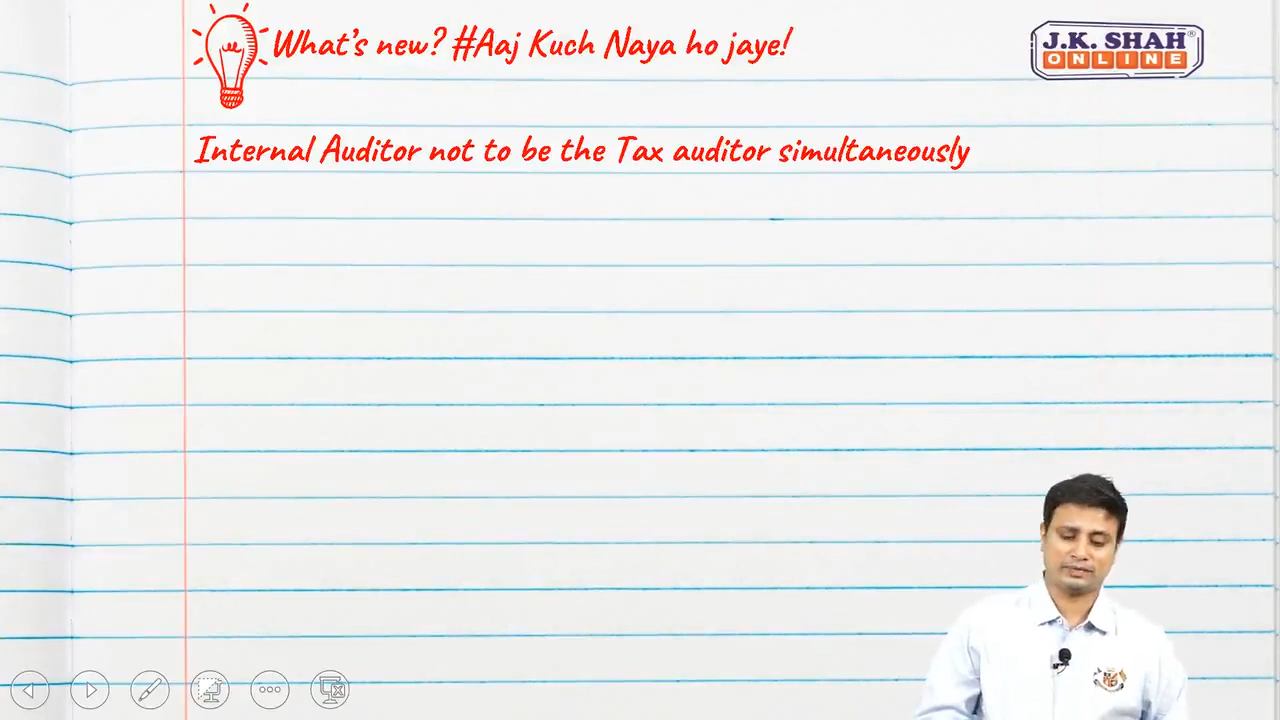 What's new? #Aaj Kuch Naya ho jaye!
J.K. SHAH®
ONLINE
Internal Auditor not to be the Tax auditor simultaneously